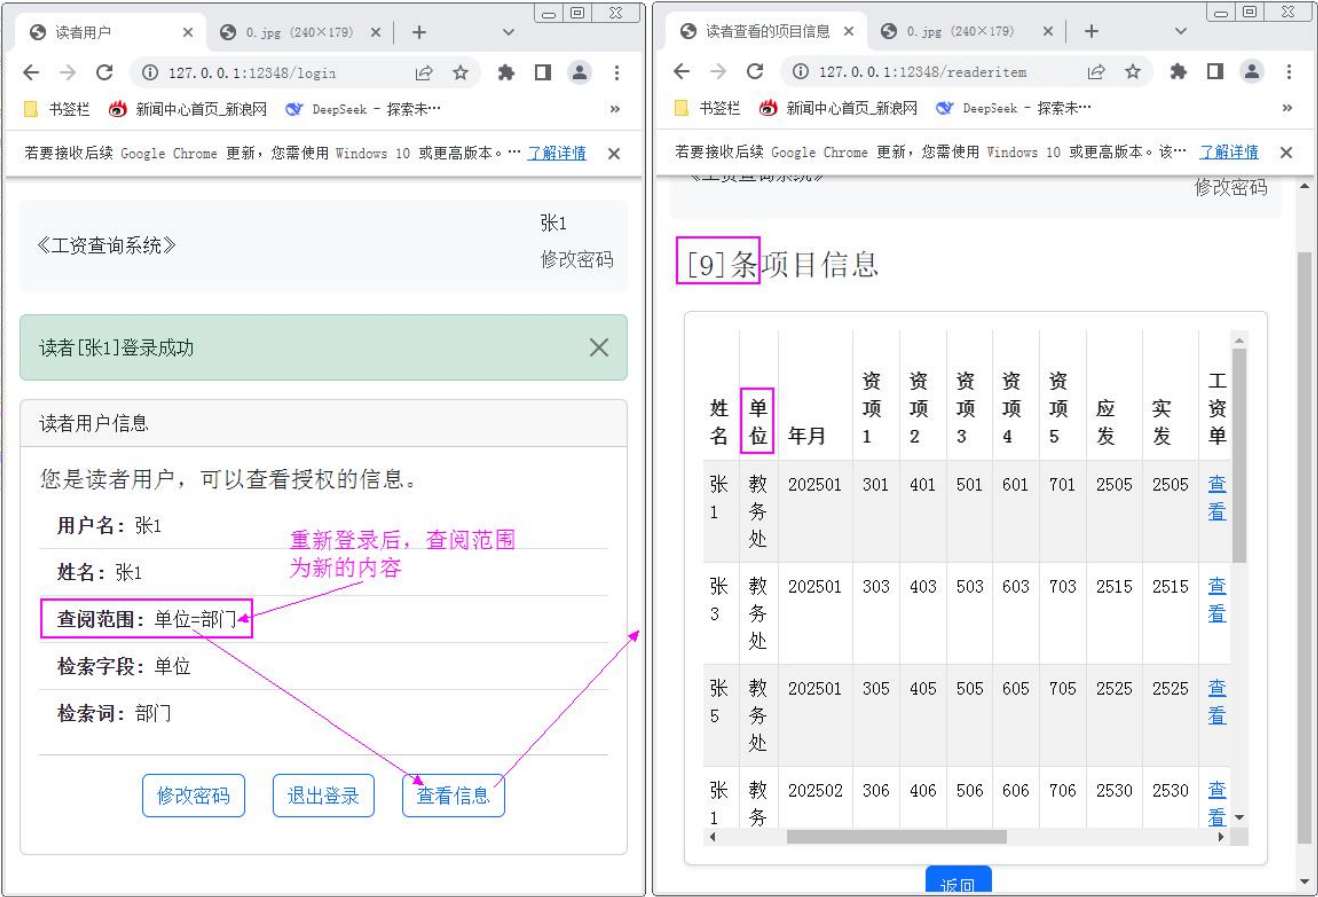 读者用户
0.jpg (240×179)
127.0.0.1:12348/login
书签栏 新闻中心首页_新浪网 DeepSeek - 探索未… »
若要接收后续 Google Chrome 更新，您需使用 Windows 10 或更高版本。… 了解详情
《工资查询系统》
张1
修改密码
读者[张1]登录成功
读者用户信息
您是读者用户，可以查看授权的信息。
用户名：张1
重新登录后，查阅范围
为新的内容
姓名：张1
查阅范围：单位=部门
检索字段：单位
检索词：部门
修改密码 退出登录 查看信息
读者查看的项目信息
0.jpg (240×179)
127.0.0.1:12348/readeritem
书签栏 新闻中心首页_新浪网 DeepSeek - 探索未… »
若要接收后续 Google Chrome 更新，您需使用 Windows 10 或更高版本。该… 了解详情
《工资查询系统》
修改密码
[9]条项目信息
姓名 单位 年月 资项1 资项2 资项3 资项4 资项5 应发 实发 工资单
张1 教务处 202501 301 401 501 601 701 2505 2505 查看
张3 教务处 202501 303 403 503 603 703 2515 2515 查看
张5 教务处 202501 305 405 505 605 705 2525 2525 查看
张1 教务 202502 306 406 506 606 706 2530 2530 查看
返回